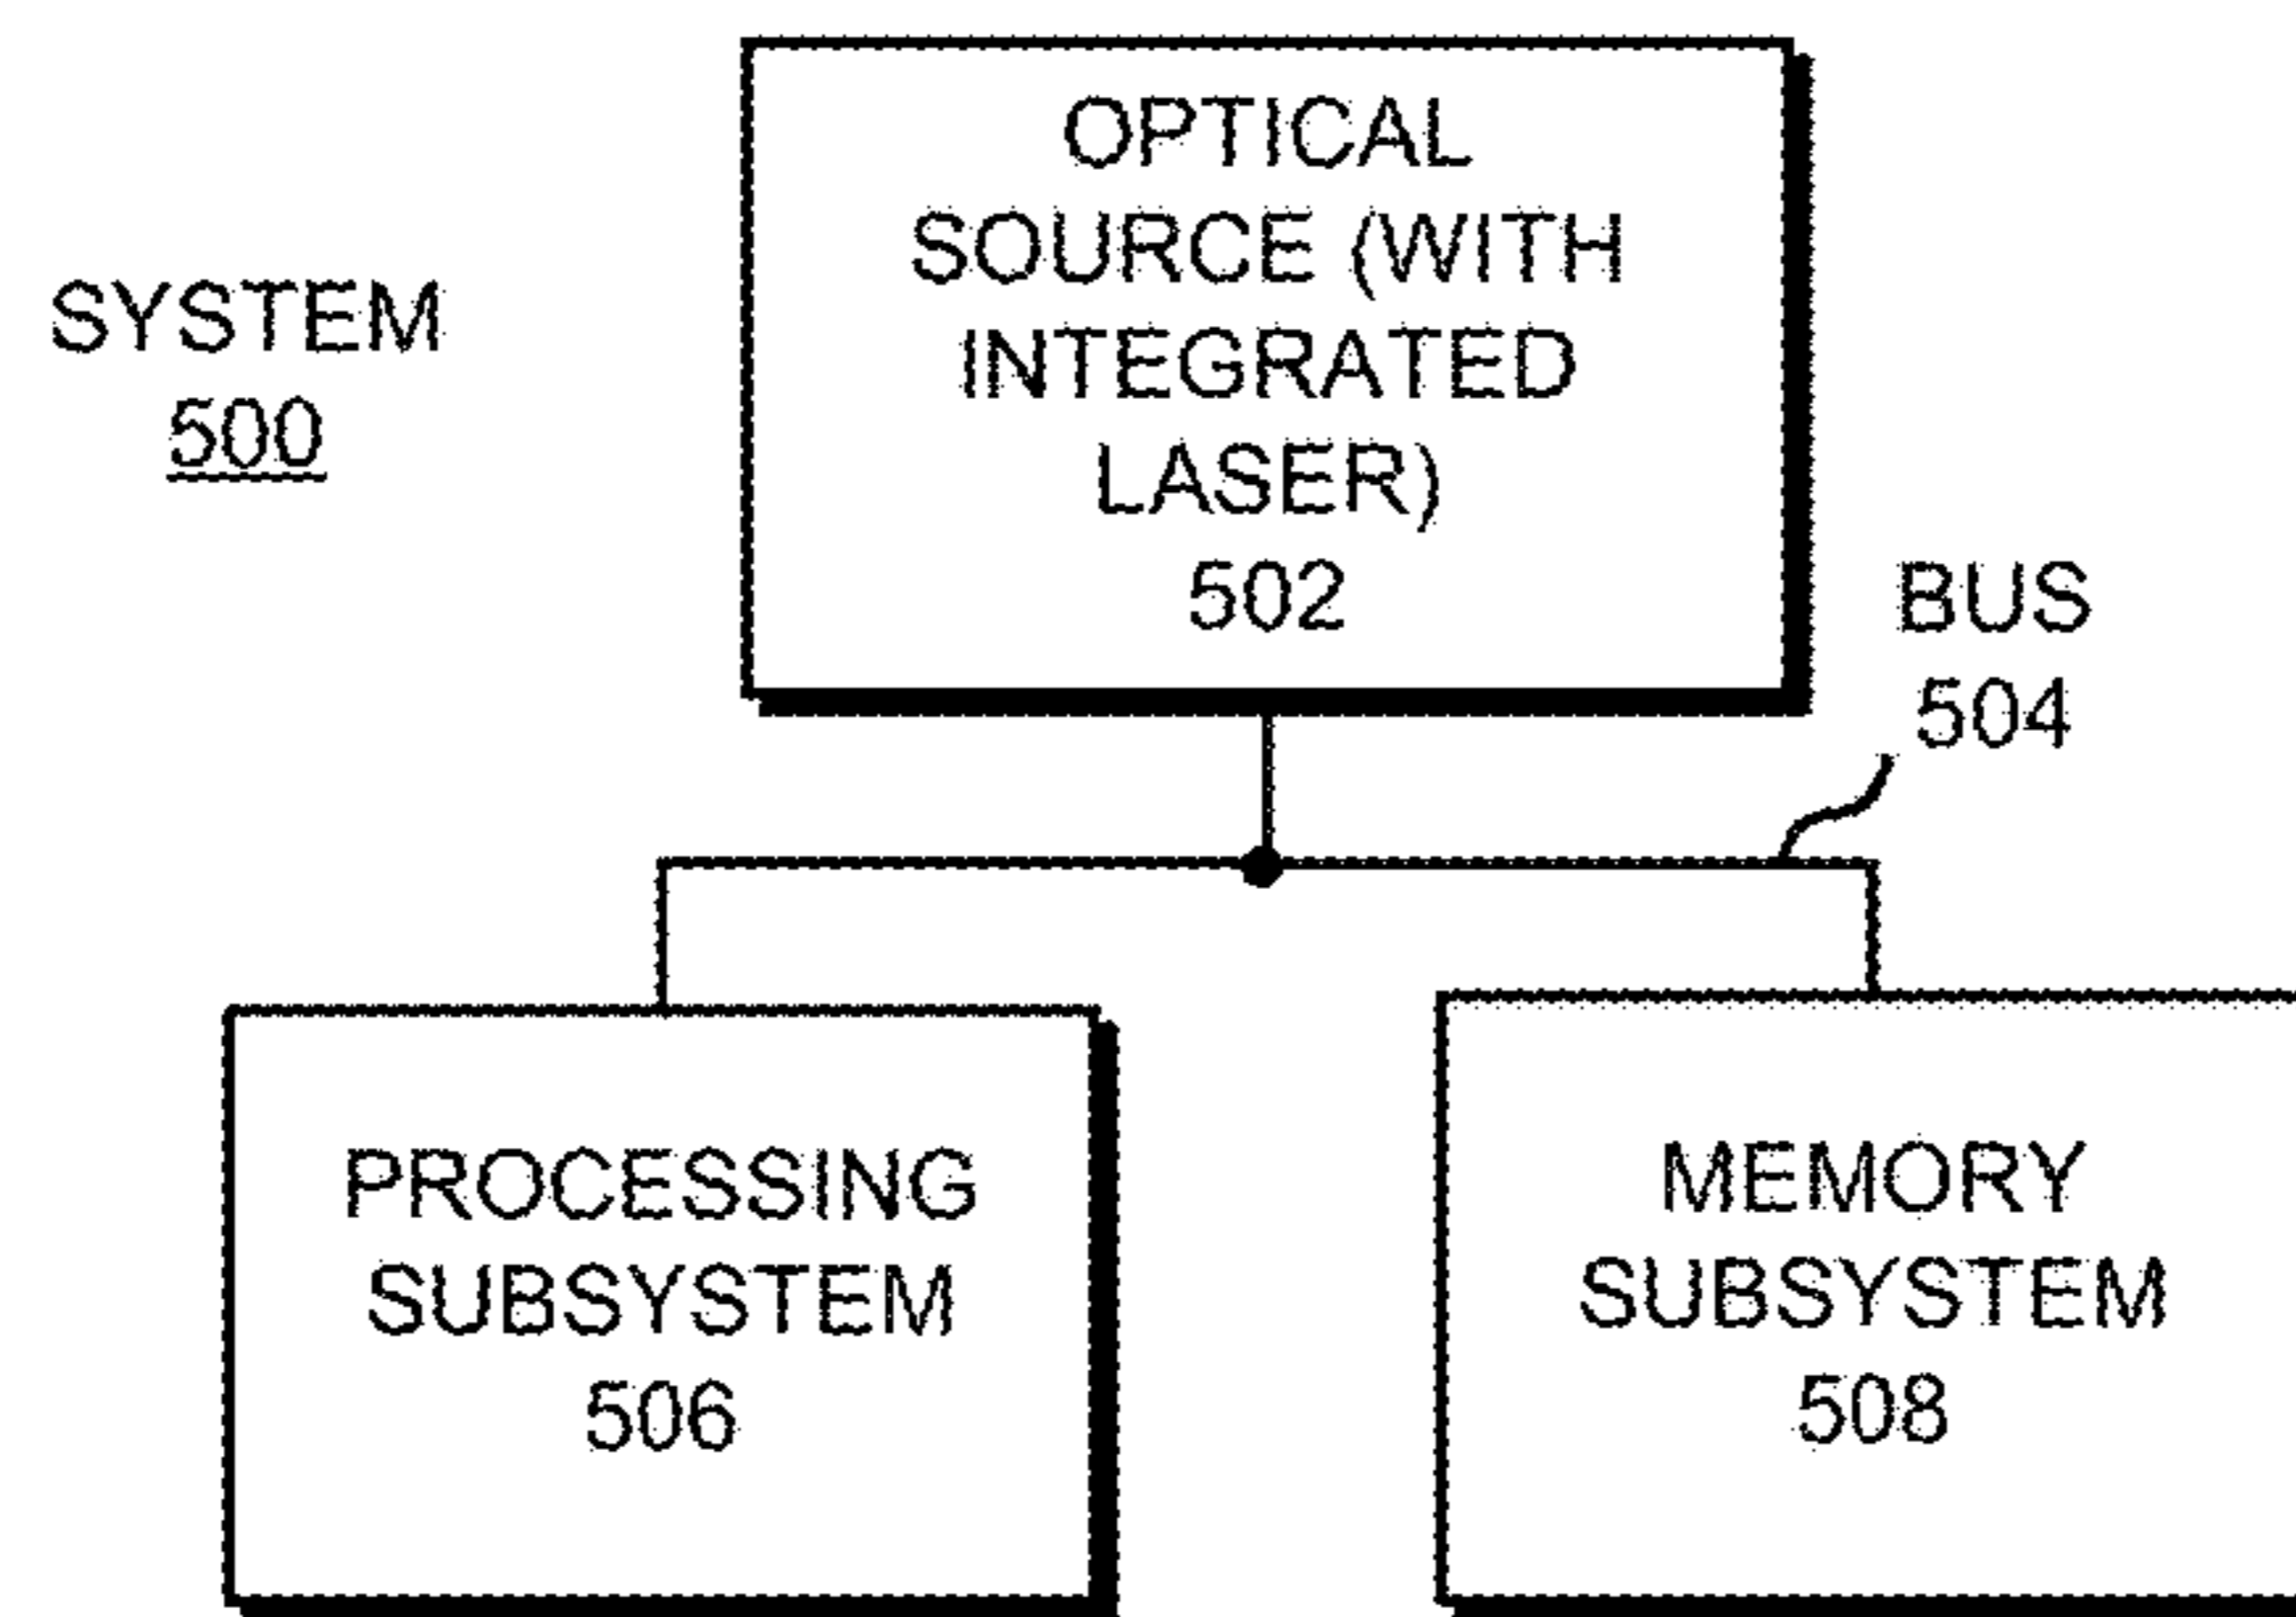 SYSTEM
500
OPTICAL
SOURCE (WITH
INTEGRATED
LASER)
502
BUS
504
PROCESSING
SUBSYSTEM
506
MEMORY
SUBSYSTEM
508